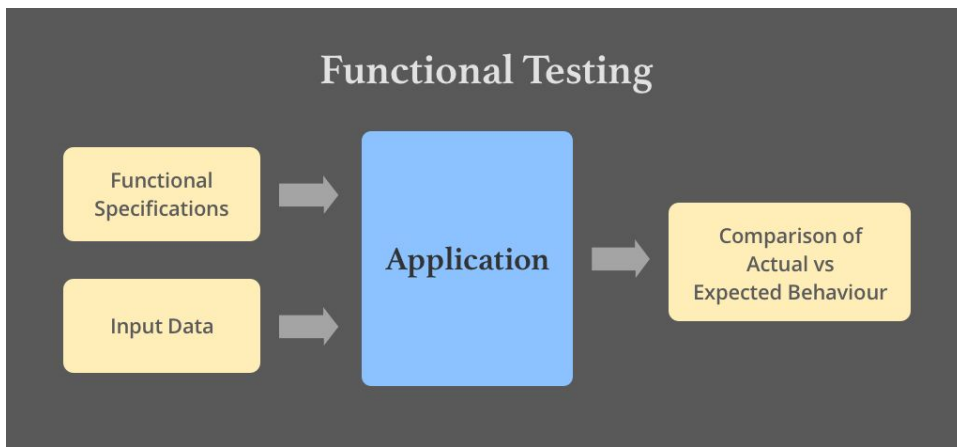 Functional Testing
Functional
Specifications
Input Data
Application
Comparison of
Actual vs
Expected Behaviour